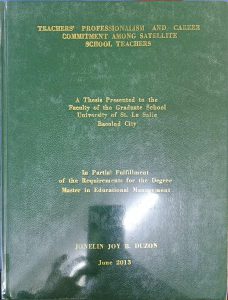 TEACHERS' PROFESSIONALISM AND CAREER
COMMITMENT AMONG SATELLITE
SCHOOL TEACHERS
A Thesis Presented to the
Faculty of the Graduate School
University of St. La Salle
Bacolod City
In Partial Fulfillment
of the Requirements for the Degree
Master in Educational Management
JONELIN JOY B. DUZON
June 2013